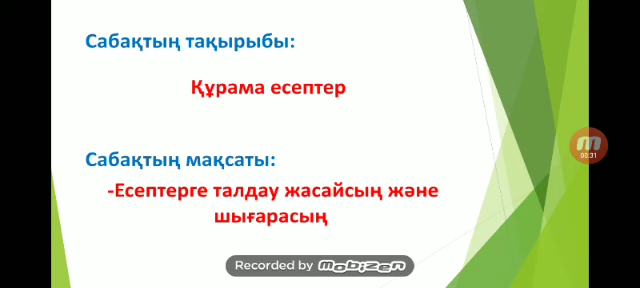 Сабақтың тақырыбы:
Құрама есептер
Сабақтың мақсаты:
-Есептерге талдау жасайсың және
шығарасың
00:31
Recorded by mobizen